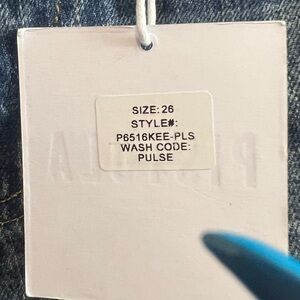 SIZE: 26
STYLE#:
P6516KEE-PLS
WASH CODE:
PULSE